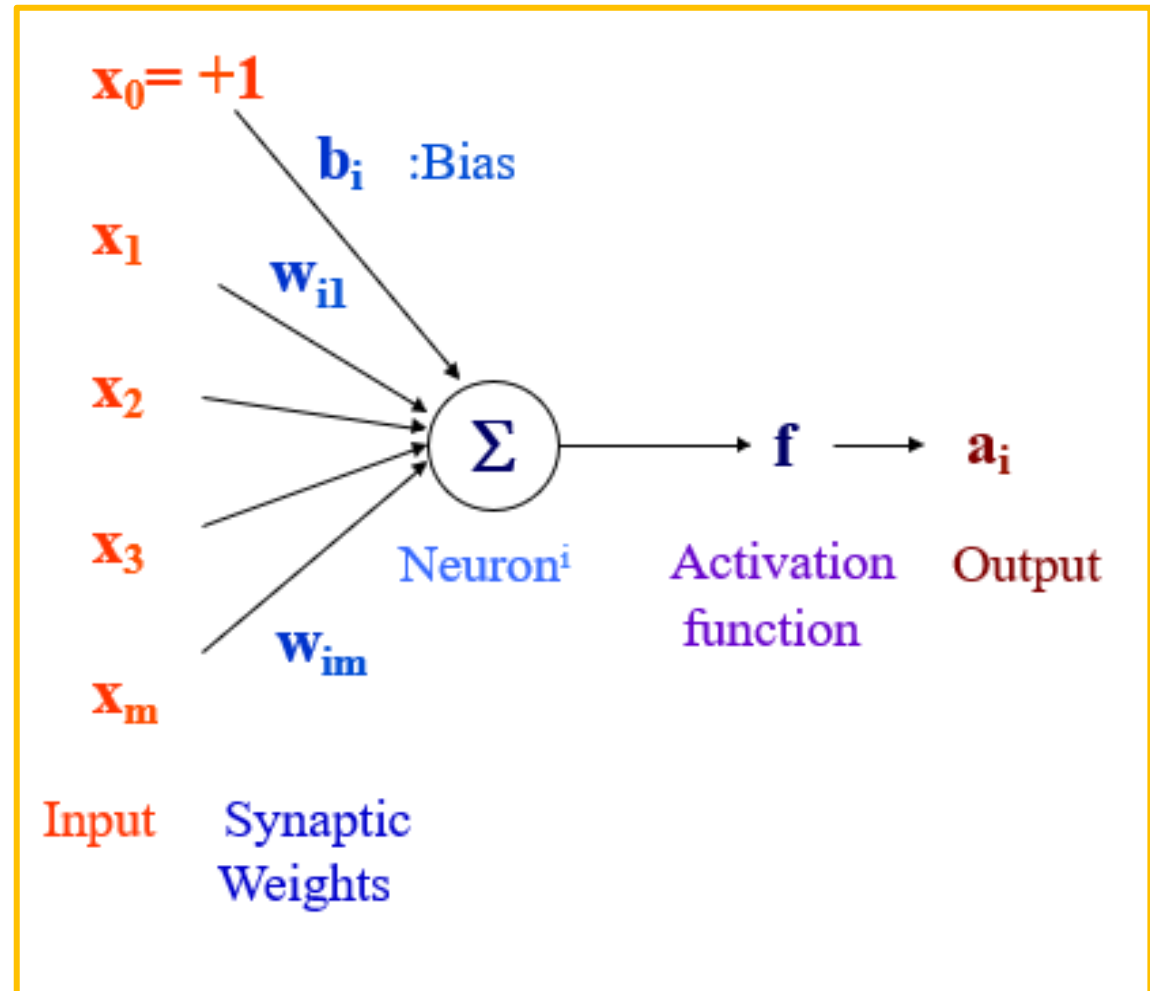 x₀= +1
bᵢ :Bias
x₁
wᵢ₁
x₂
Σ
f
aᵢ
x₃
Neuronⁱ
Activation
function
Output
wᵢₘ
xₘ
Input
Synaptic
Weights